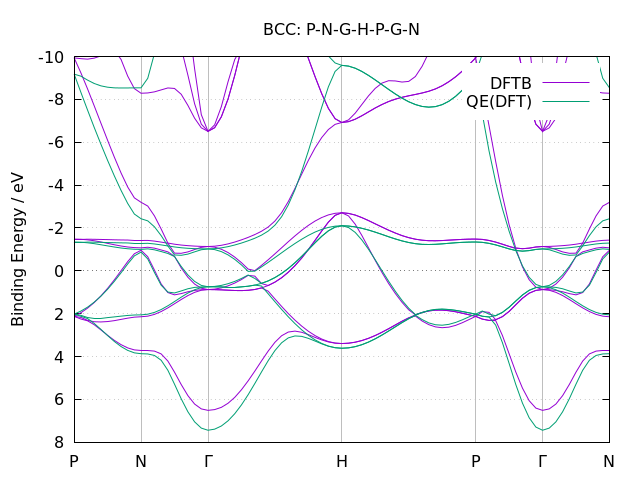 BCC: P-N-G-H-P-G-N
Binding Energy / eV
-10
-8
-6
-4
-2
0
2
4
6
8
DFTB
QE(DFT)
P N Γ H P Γ N